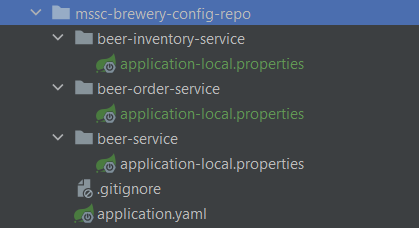 mssc-brewery-config-repo
beer-inventory-service
application-local.properties
beer-order-service
application-local.properties
beer-service
application-local.properties
.gitignore
application.yaml